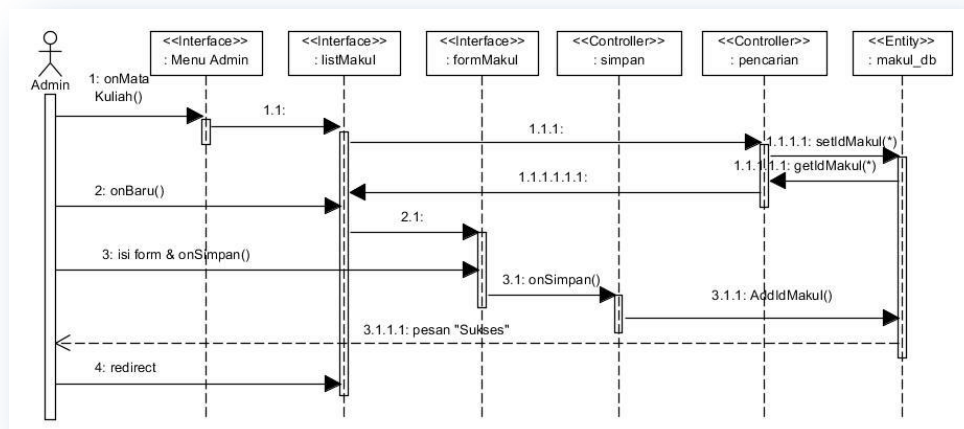 <<Interface>>
: Menu Admin
<<Interface>>
: listMakul
<<Interface>>
: formMakul
<<Controller>>
: simpan
<<Controller>>
: pencarian
<<Entity>>
: makul_db
Admin
1: onMata
Kuliah()
1.1:
1.1.1:
1.1.1.1: setIdMakul(*)
1.1.1.1.1: getIdMakul(*)
1.1.1.1.1.1:
2: onBaru()
2.1:
3: isi form & onSimpan()
3.1: onSimpan()
3.1.1: AddIdMakul()
3.1.1.1: pesan "Sukses"
4: redirect